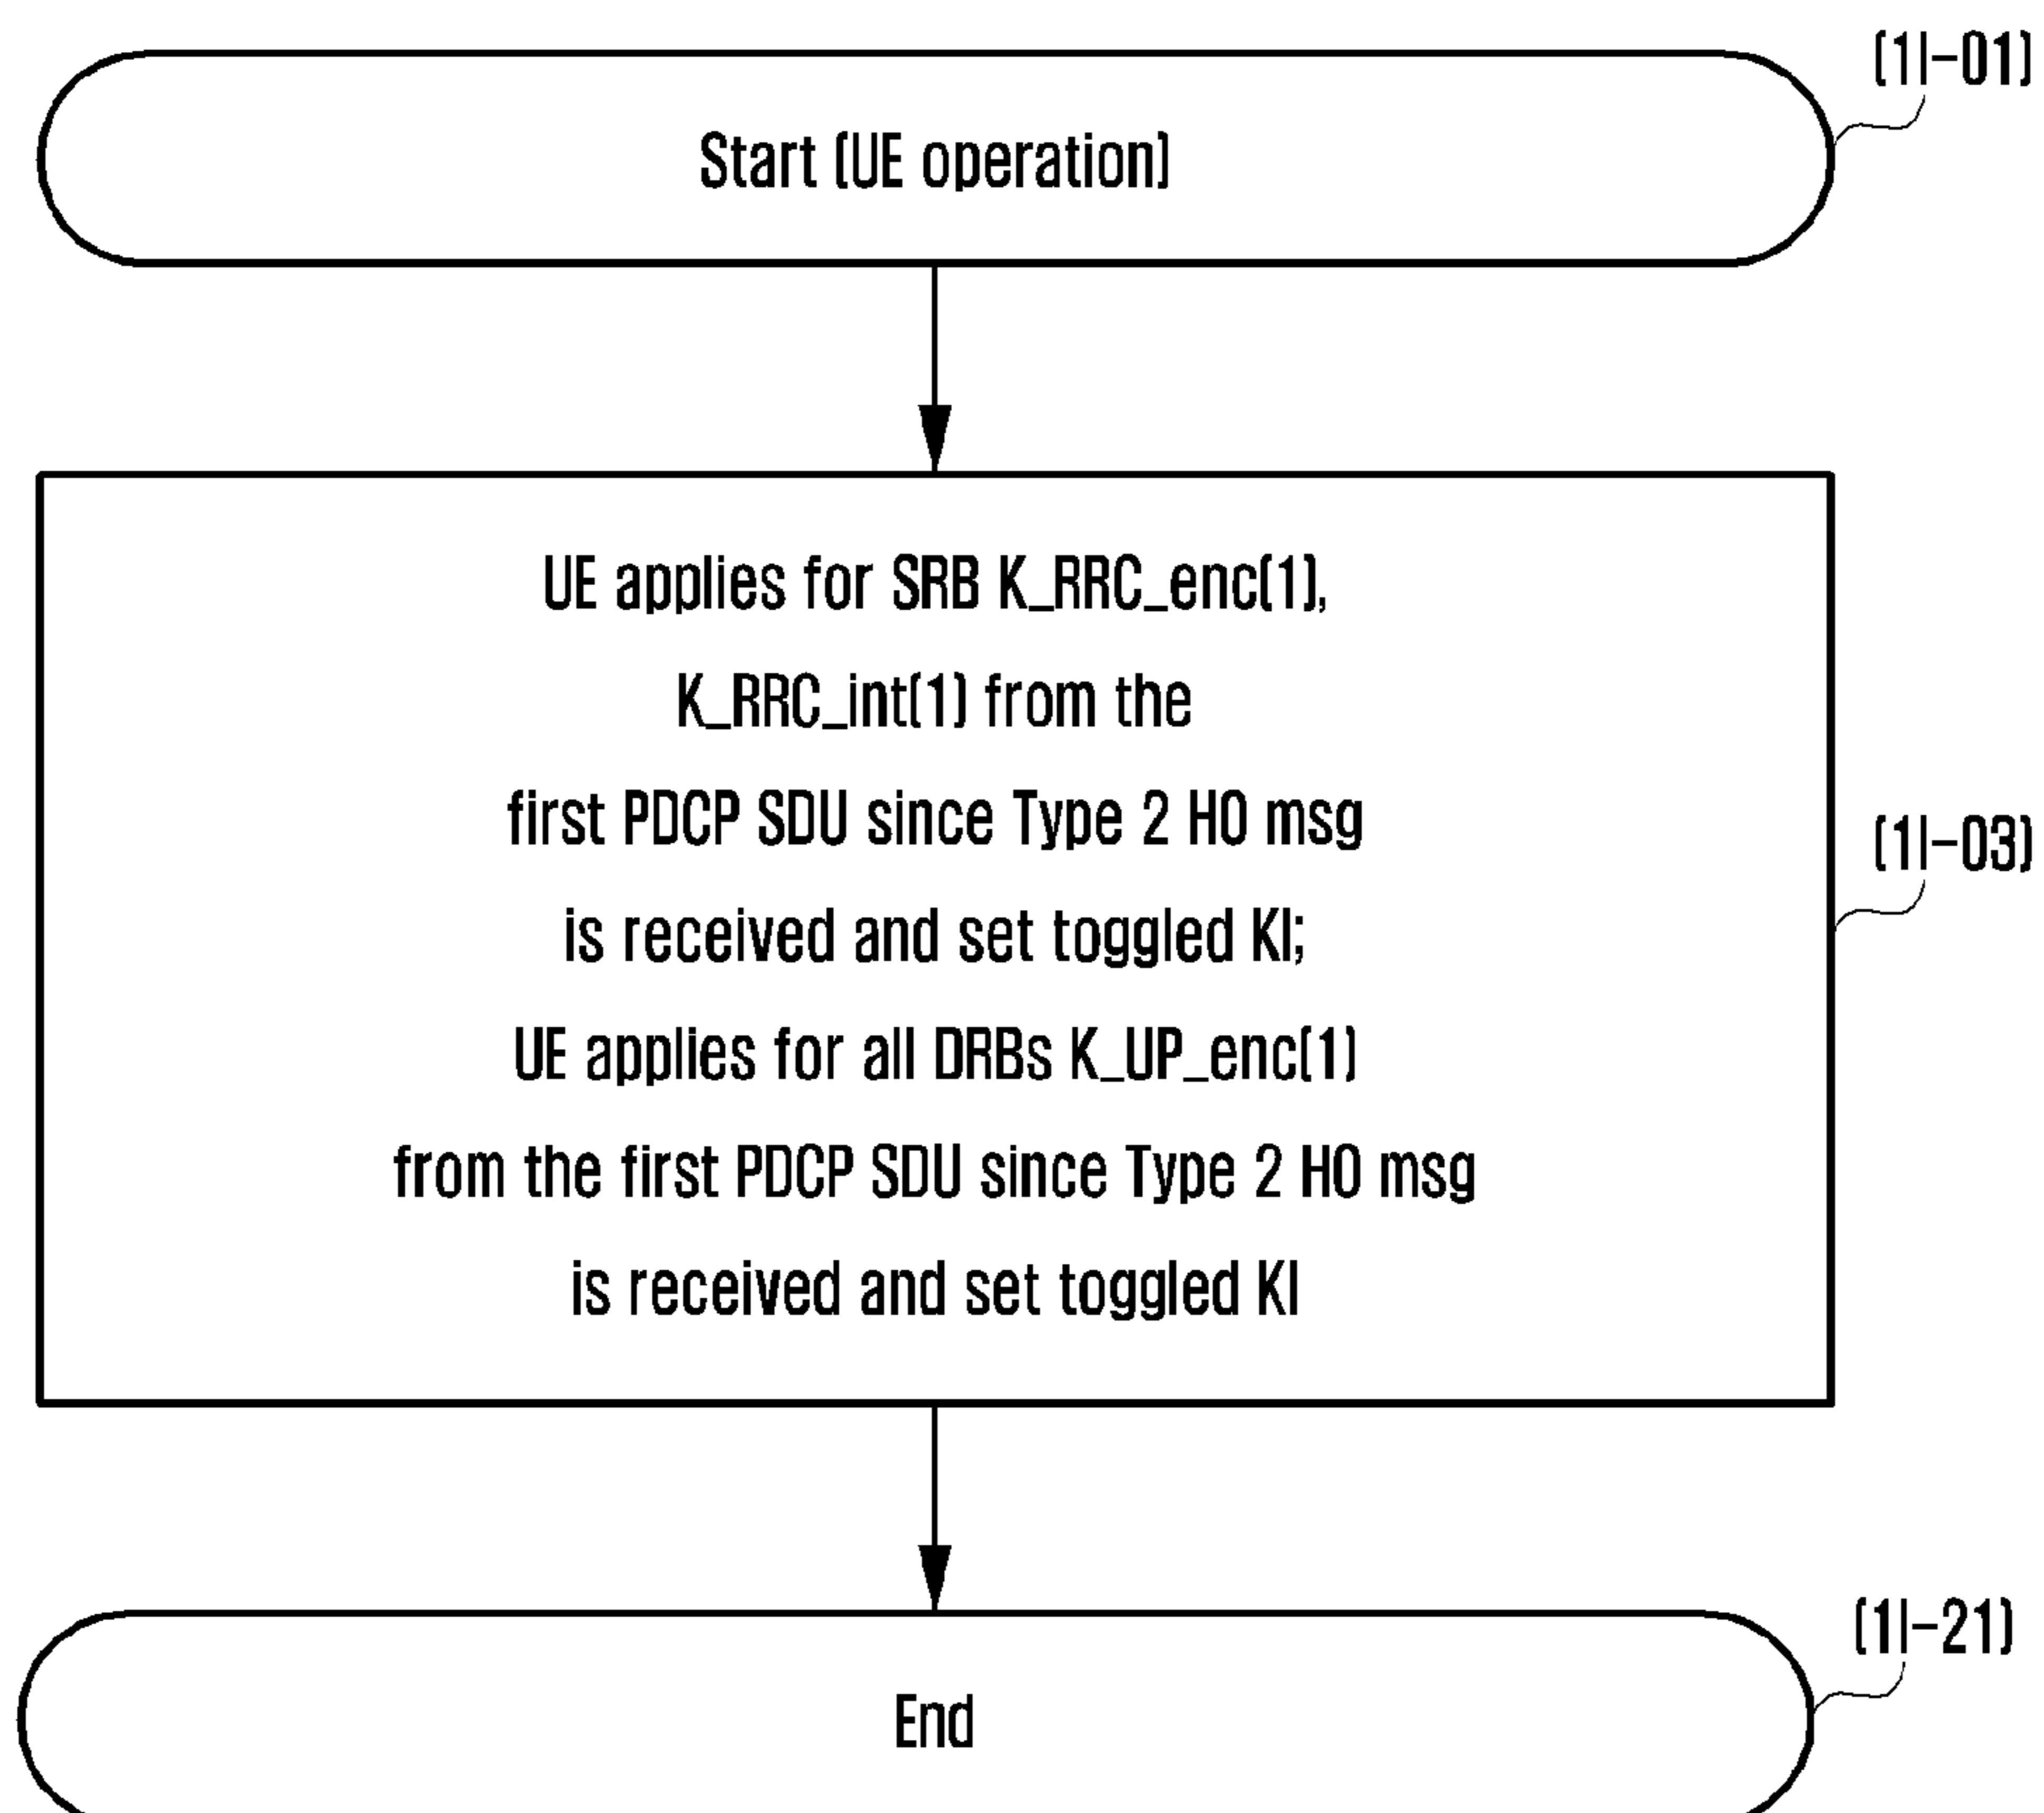 (1l-01)
Start (UE operation)
UE applies for SRB K_RRC_enc(1),
K_RRC_int(1) from the
first PDCP SDU since Type 2 HO msg
is received and set toggled KI;
(1l-03)
UE applies for all DRBs K_UP_enc(1)
from the first PDCP SDU since Type 2 HO msg
is received and set toggled KI
(1l-21)
End